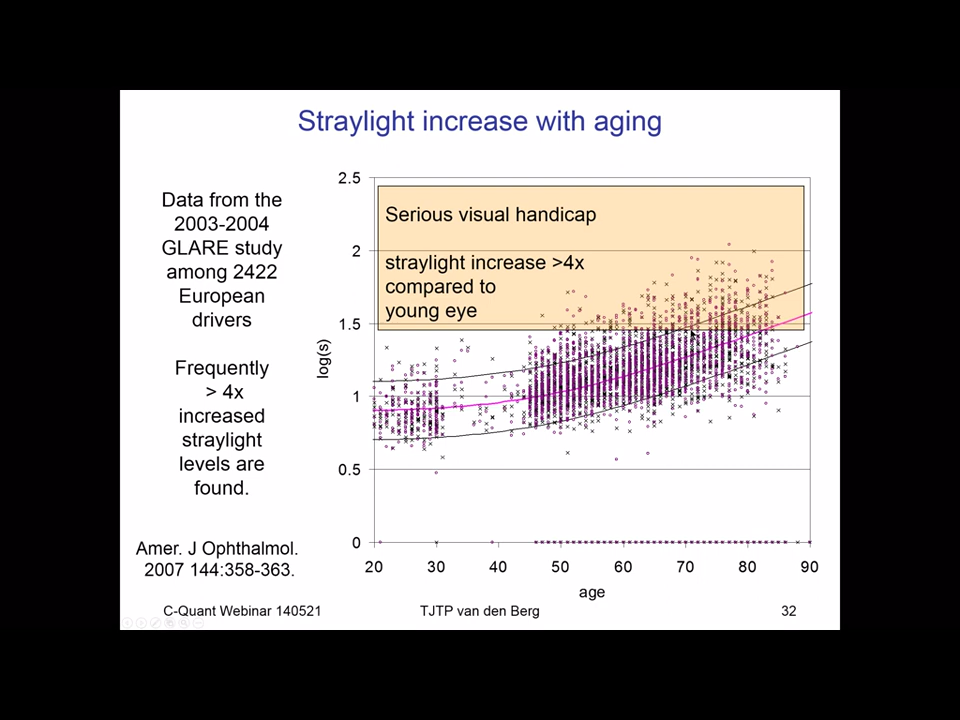 Straylight increase with aging
Data from the
2003-2004
GLARE study
among 2422
European
drivers
Frequently
> 4x
increased
straylight
levels are
found.
Amer. J Ophthalmol.
2007 144:358-363.
2.5
2
1.5
1
0.5
0
log(s)
Serious visual handicap
straylight increase >4x
compared to
young eye
20 30 40 50 60 70 80 90
age
C-Quant Webinar 140521 TJTP van den Berg 32